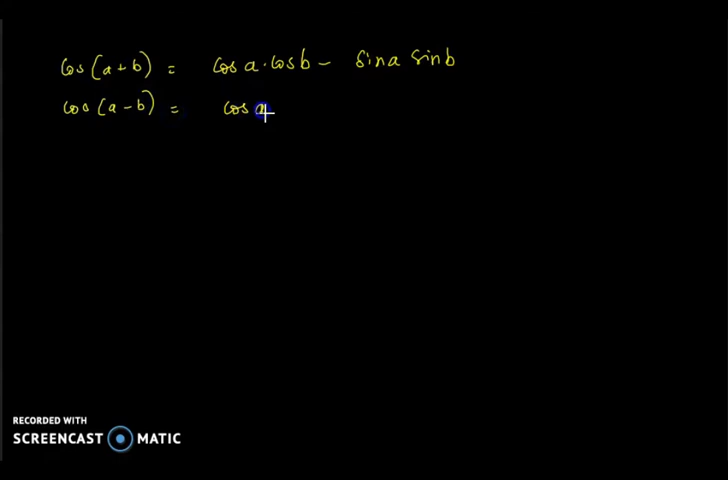 cos (a + b) = cos a . cos b - sin a sin b
cos (a - b) = cos a
RECORDED WITH
SCREENCAST MATIC